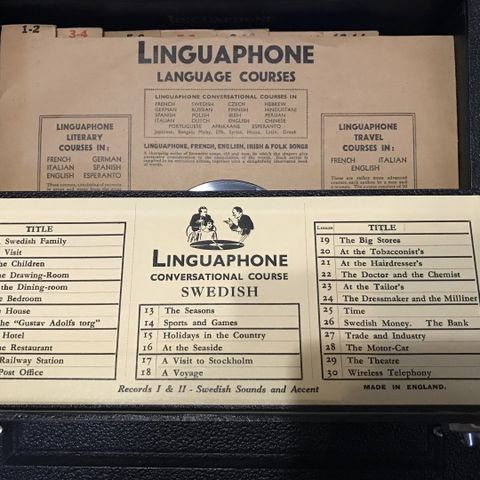 1-2
3-4
LINGUAPHONE
LANGUAGE COURSES
LINGUAPHONE CONVERSATIONAL COURSES IN
FRENCH SWEDISH CZECH HEBREW
GERMAN RUSSIAN FINNISH HINDUSTANI
SPANISH POLISH IRISH PERSIAN
ITALIAN DUTCH ENGLISH CHINESE
PORTUGUESE AFRIKAANS ESPERANTO
LINGUAPHONE, FRENCH, ENGLISH, IRISH & FOLK SONGS
LINGUAPHONE
LITERARY
COURSES IN:
FRENCH GERMAN
ITALIAN SPANISH
ENGLISH ESPERANTO
LINGUAPHONE
TRAVEL
COURSES IN:
FRENCH ITALIAN
ENGLISH
TITLE
Swedish Family
Visit
the Children
the Drawing-Room
the Dining-room
Bedroom
House
the "Gustav Adolfs torg"
Hotel
Restaurant
Railway Station
Post Office
LINGUAPHONE
CONVERSATIONAL COURSE
SWEDISH
13 The Seasons
14 Sports and Games
15 Holidays in the Country
16 At the Seaside
17 A Visit to Stockholm
18 A Voyage
Records I & II - Swedish Sounds and Accent
LESSON TITLE
19 The Big Stores
20 At the Tobacconist's
21 At the Hairdresser's
22 The Doctor and the Chemist
23 At the Tailor's
24 The Dressmaker and the Milliner
25 Time
26 Swedish Money. The Bank
27 Trade and Industry
28 The Motor-Car
29 The Theatre
30 Wireless Telephony
MADE IN ENGLAND.